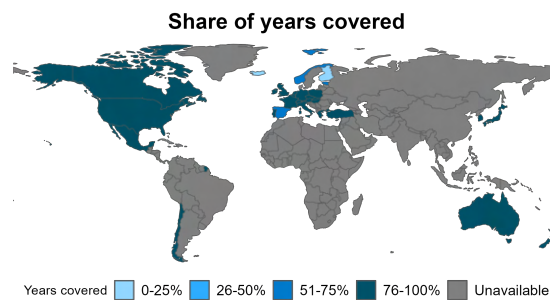 Share of years covered
Years covered 0-25% 26-50% 51-75% 76-100% Unavailable